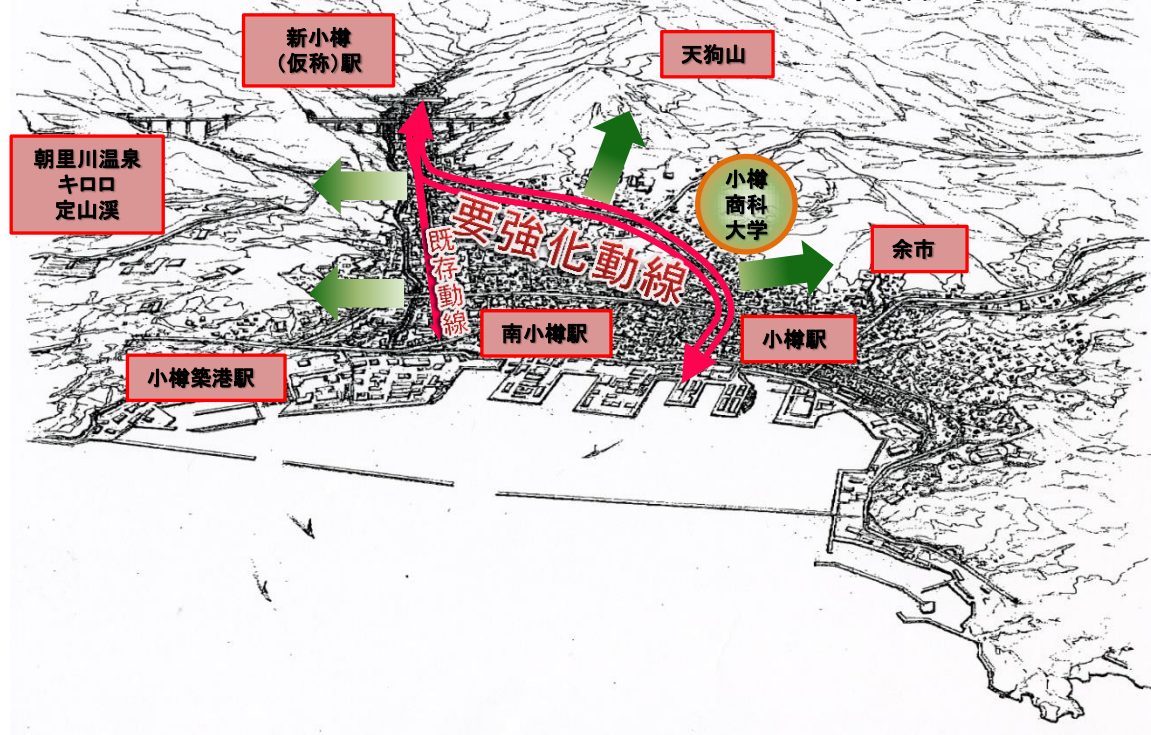 新小樽
（仮称）駅
天狗山
朝里川温泉
キロロ
定山渓
小樽
商科
大学
余市
要強化動線
既存動線
南小樽駅
小樽駅
小樽築港駅